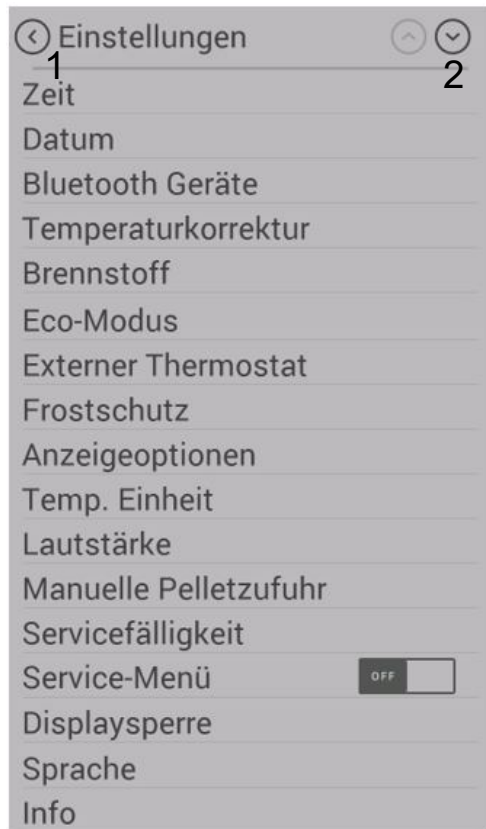 Einstellungen
1
2
Zeit
Datum
Bluetooth Geräte
Temperaturkorrektur
Brennstoff
Eco-Modus
Externer Thermostat
Frostschutz
Anzeigeoptionen
Temp. Einheit
Lautstärke
Manuelle Pelletzufuhr
Servicefälligkeit
Service-Menü OFF
Displaysperre
Sprache
Info